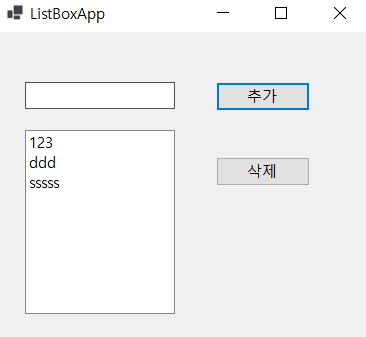 ListBoxApp
추가
123
ddd
sssss
삭제